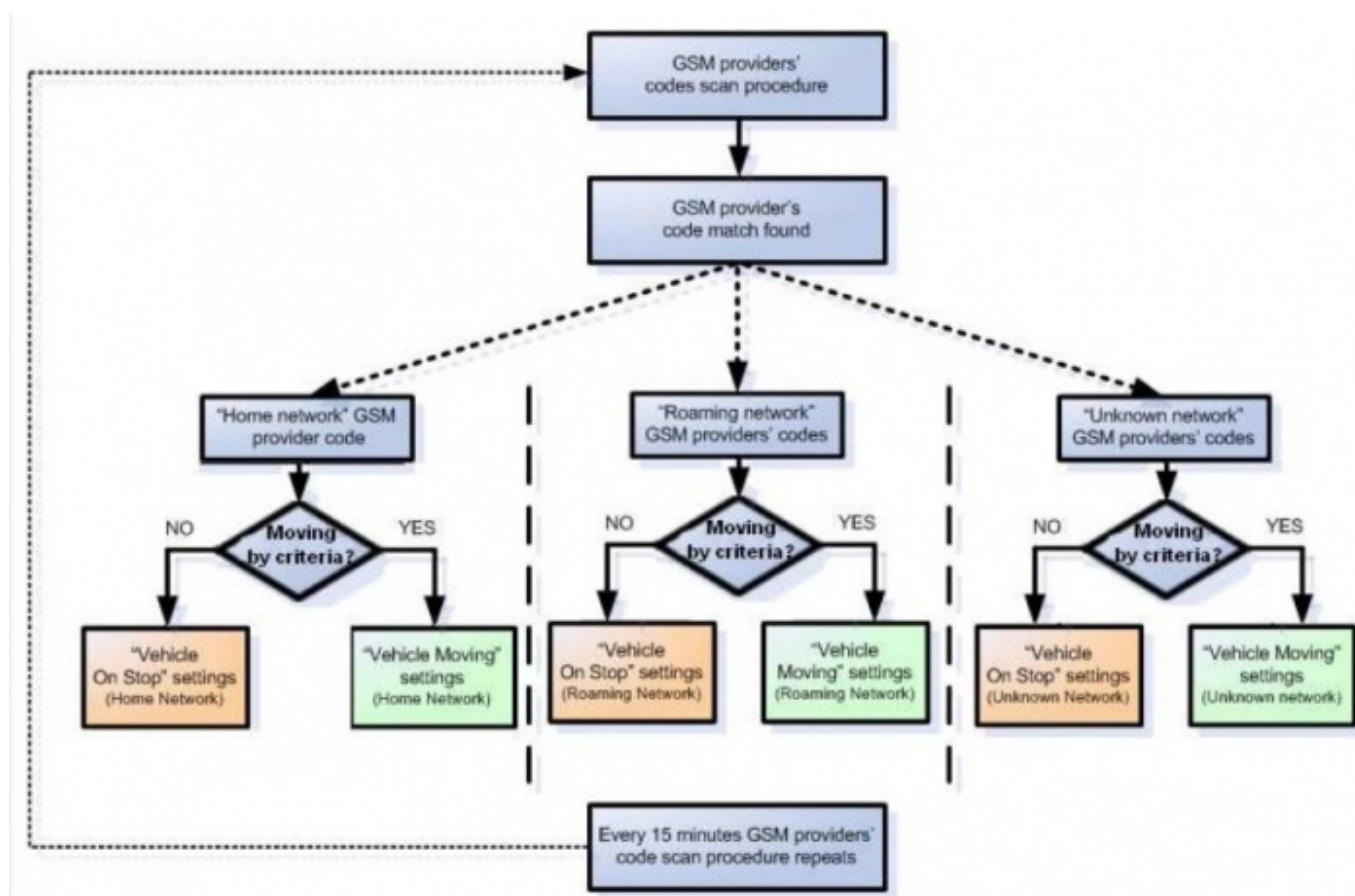 GSM providers'
codes scan procedure
GSM provider's
code match found
"Home network" GSM
provider code
"Roaming network"
GSM providers' codes
"Unknown network"
GSM providers' codes
NO
Moving
by criteria?
YES
NO
Moving
by criteria?
YES
NO
Moving
by criteria?
YES
"Vehicle
On Stop" settings
(Home Network)
"Vehicle Moving"
settings
(Home Network)
"Vehicle
On Stop" settings
(Roaming Network)
"Vehicle
Moving" settings
(Roaming Network)
"Vehicle
On Stop" settings
(Unknown Network)
"Vehicle Moving"
settings
(Unknown network)
Every 15 minutes GSM providers'
code scan procedure repeats